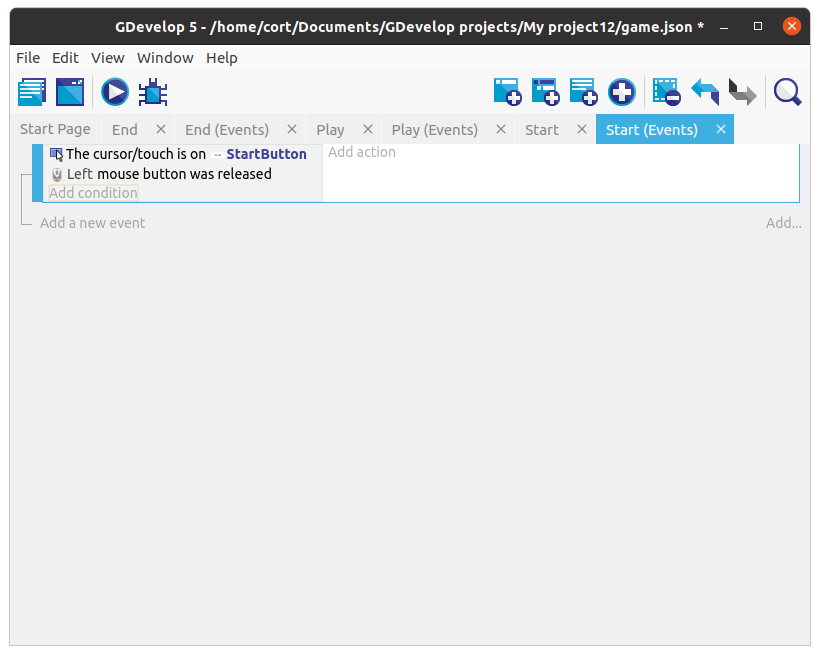 GDevelop 5 - /home/cort/Documents/GDevelop projects/My project12/game.json *
File Edit View Window Help
Start Page End End (Events) Play Play (Events) Start Start (Events)
The cursor/touch is on StartButton Add action
Left mouse button was released
Add condition
Add a new event Add...